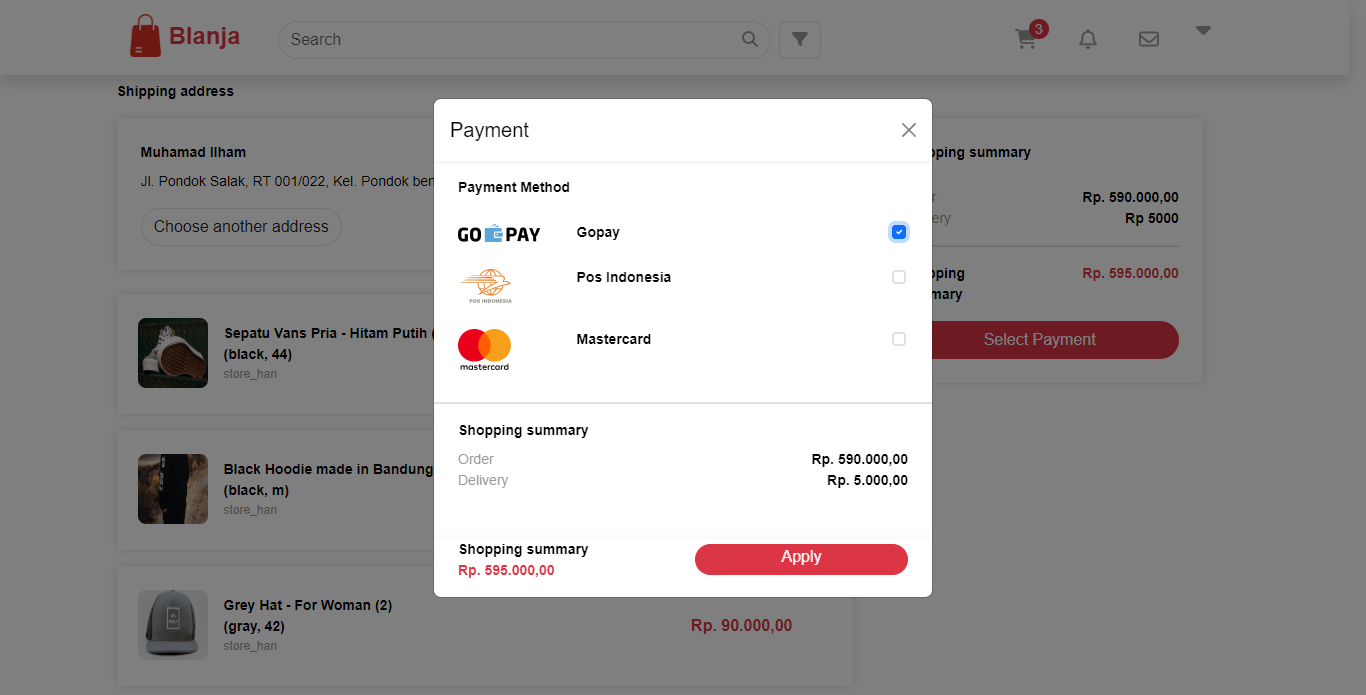 Blanja
Search
3
Shipping address
Muhamad Ilham
Jl. Pondok Salak, RT 001/022, Kel. Pondok ben
Choose another address
Sepatu Vans Pria - Hitam Putih (
(black, 44)
store_han
Black Hoodie made in Bandung
(black, m)
store_han
Grey Hat - For Woman (2)
(gray, 42)
store_han
Rp. 90.000,00
Payment
Payment Method
GOPAY
Gopay
POS INDONESIA
Pos Indonesia
mastercard
Mastercard
Shopping summary
Order Rp. 590.000,00
Delivery Rp. 5.000,00
Shopping summary
Rp. 595.000,00
Apply
pping summary
r Rp. 590.000,00
ery Rp 5000
pping Rp. 595.000,00
mary
Select Payment